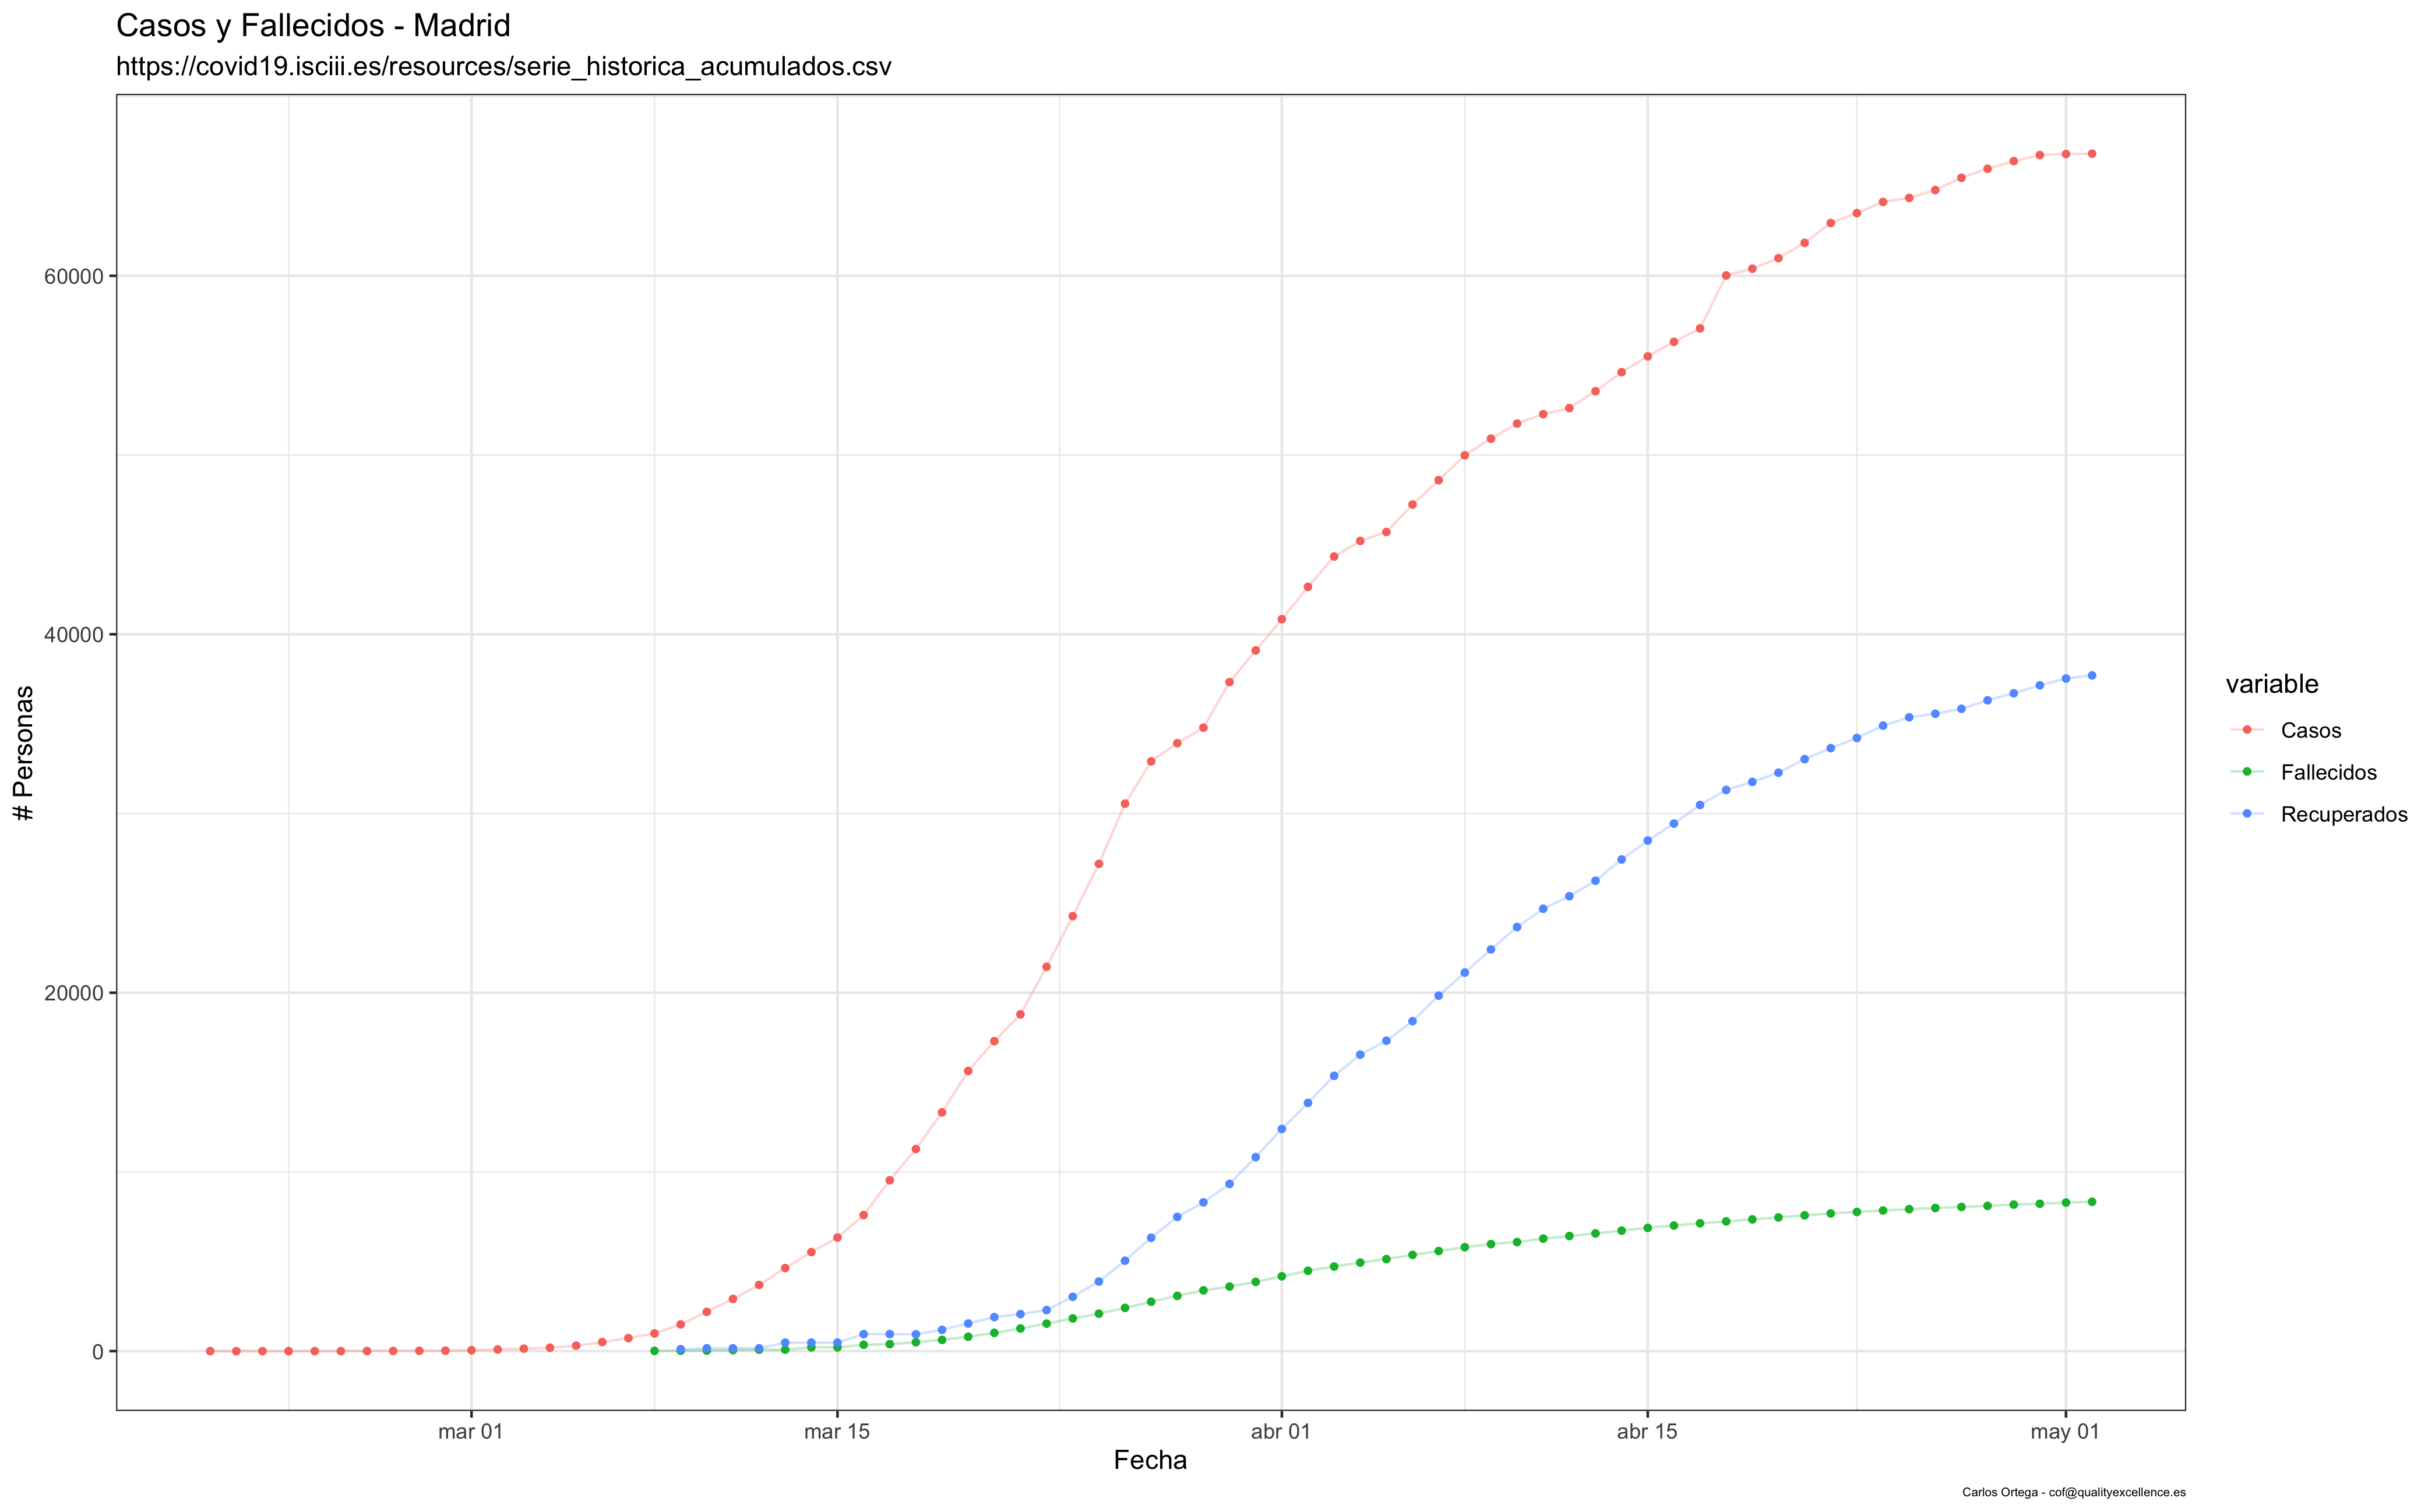 Casos y Fallecidos - Madrid
https://covid19.isciii.es/resources/serie_historica_acumulados.csv
60000
40000
20000
0
# Personas
mar 01
mar 15
abr 01
abr 15
may 01
Fecha
variable
Casos
Fallecidos
Recuperados
Carlos Ortega - cof@qualityexcellence.es